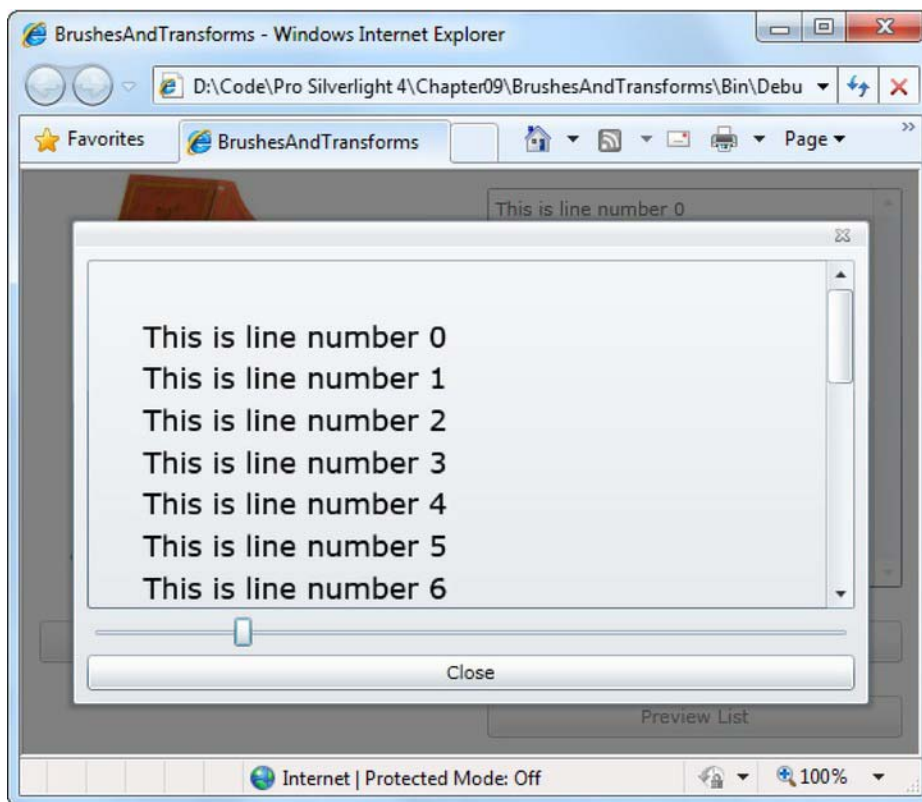 BrushesAndTransforms - Windows Internet Explorer
D:\Code\Pro Silverlight 4\Chapter09\BrushesAndTransforms\Bin\Debu
Favorites
BrushesAndTransforms
Page
»
This is line number 0
This is line number 0
This is line number 1
This is line number 2
This is line number 3
This is line number 4
This is line number 5
This is line number 6
Close
Preview List
Internet | Protected Mode: Off
100%